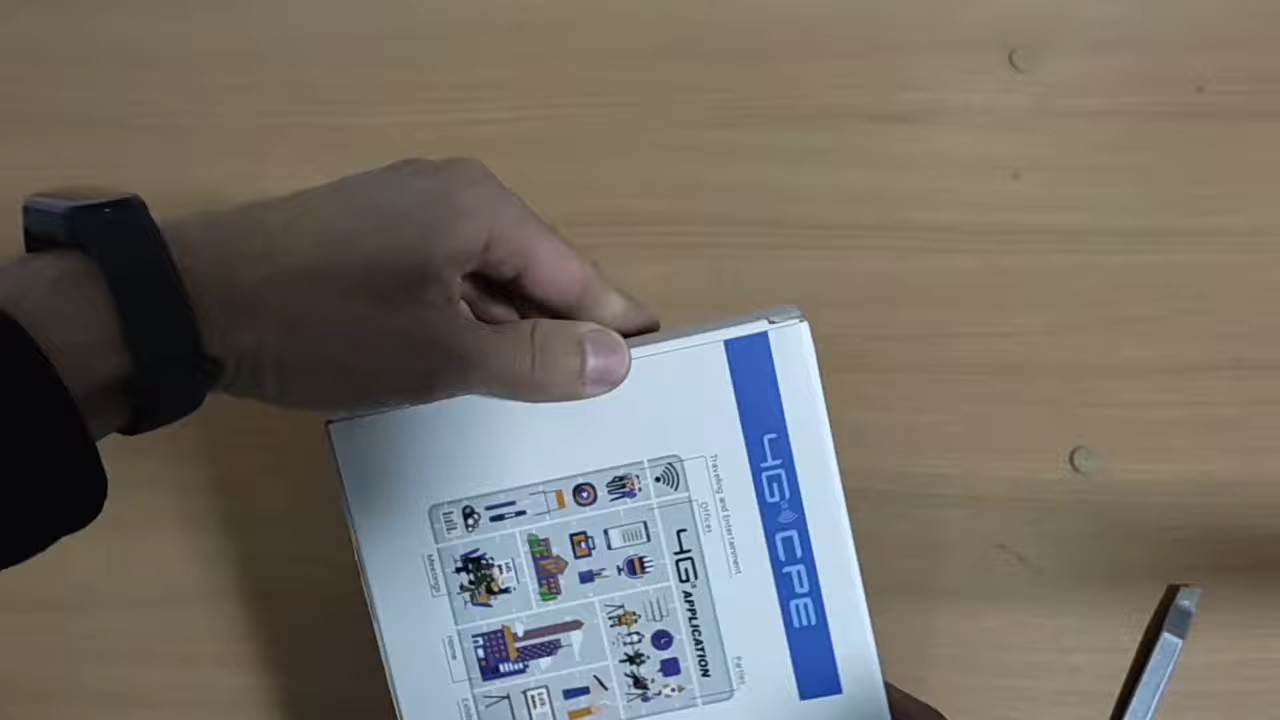 4G CPE
Traveling and Entertainment
Offices
4G APPLICATION
Meetings
Home
Parties